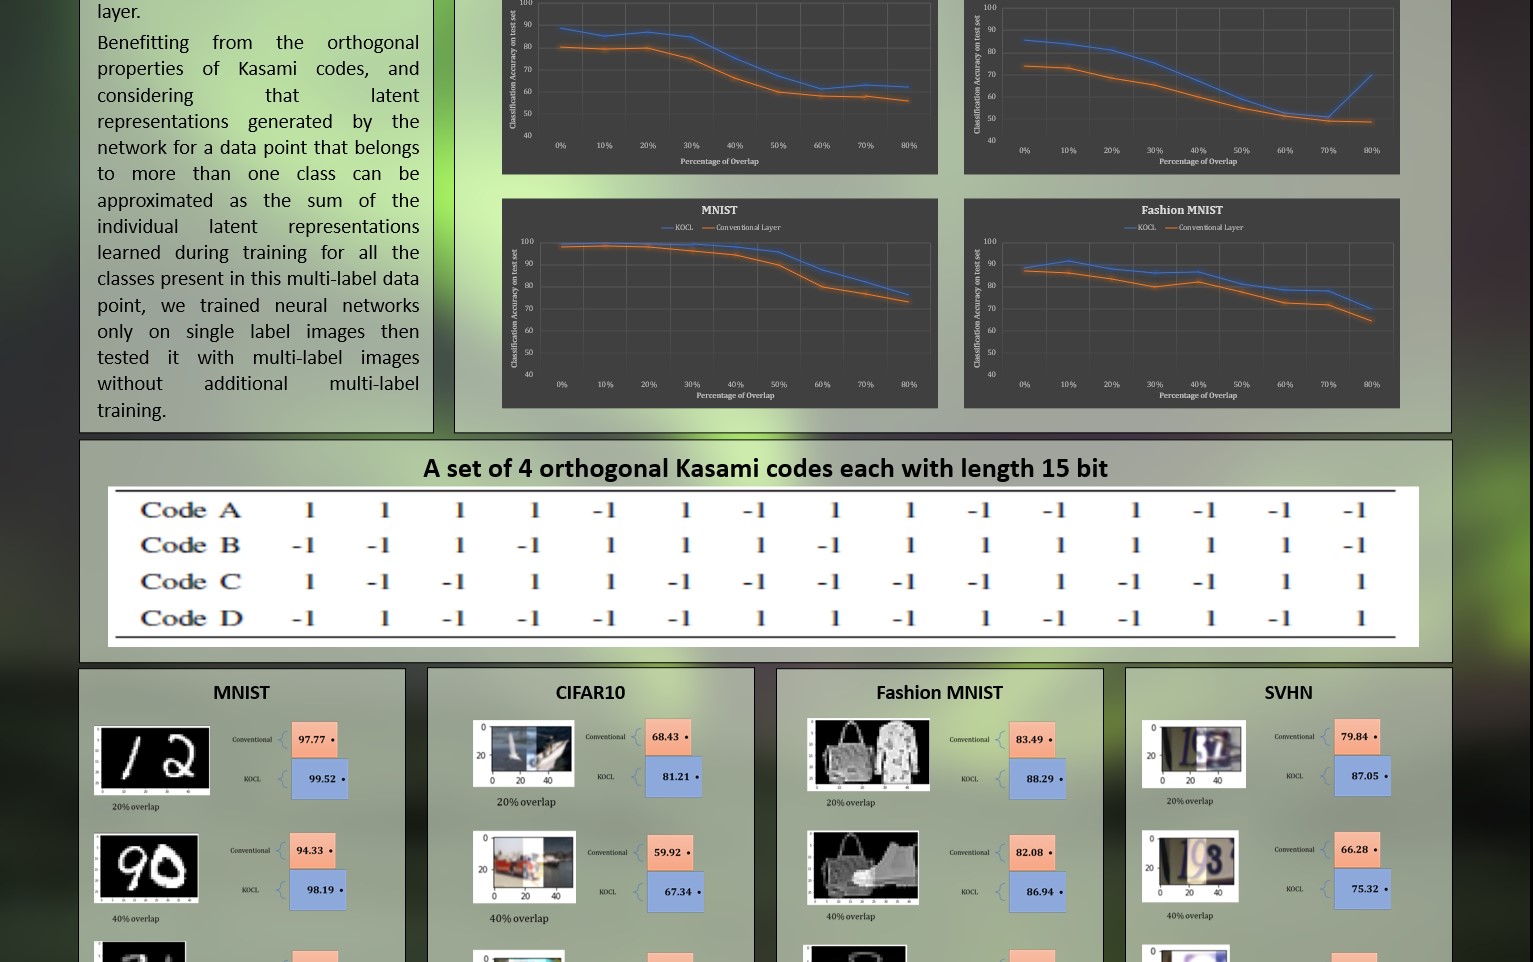 layer.
Benefitting from the orthogonal
properties of Kasami codes, and
considering that latent
representations generated by the
network for a data point that belongs
to more than one class can be
approximated as the sum of the
individual latent representations
learned during training for all the
classes present in this multi-label data
point, we trained neural networks
only on single label images then
tested it with multi-label images
without additional multi-label
training.
Classification Accuracy on test set
100
90
80
70
60
50
40
0% 10% 20% 30% 40% 50% 60% 70% 80%
Percentage of Overlap
Classification Accuracy on test set
100
90
80
70
60
50
40
0% 10% 20% 30% 40% 50% 60% 70% 80%
Percentage of Overlap
MNIST
KOCL Conventional Layer
Classification Accuracy on test set
100
90
80
70
60
50
40
0% 10% 20% 30% 40% 50% 60% 70% 80%
Percentage of Overlap
Fashion MNIST
KOCL Conventional Layer
Classification Accuracy on test set
100
90
80
70
60
50
40
0% 10% 20% 30% 40% 50% 60% 70% 80%
Percentage of Overlap
A set of 4 orthogonal Kasami codes each with length 15 bit
Code A 1 1 1 1 -1 1 -1 1 1 -1 -1 1 -1 -1 -1
Code B -1 -1 1 -1 1 1 1 -1 1 1 1 1 1 1 -1
Code C 1 -1 -1 1 1 -1 -1 -1 -1 -1 1 -1 -1 1 1
Code D -1 1 -1 -1 -1 -1 1 1 -1 1 -1 -1 1 -1 1
MNIST
1 2
Conventional 97.77 •
KOCL 99.52 •
20% overlap
90
Conventional 94.33 •
KOCL 98.19 •
40% overlap
CIFAR10
0
20
0 20 40
Conventional 68.43 •
KOCL 81.21 •
20% overlap
0
20
0 20 40
Conventional 59.92 •
KOCL 67.34 •
40% overlap
Fashion MNIST
Conventional 83.49 •
KOCL 88.29 •
20% overlap
Conventional 82.08 •
KOCL 86.94 •
40% overlap
SVHN
0
20
0 20 40
Conventional 79.84 •
KOCL 87.05 •
20% overlap
0
20
0 20 40
Conventional 66.28 •
KOCL 75.32 •
40% overlap